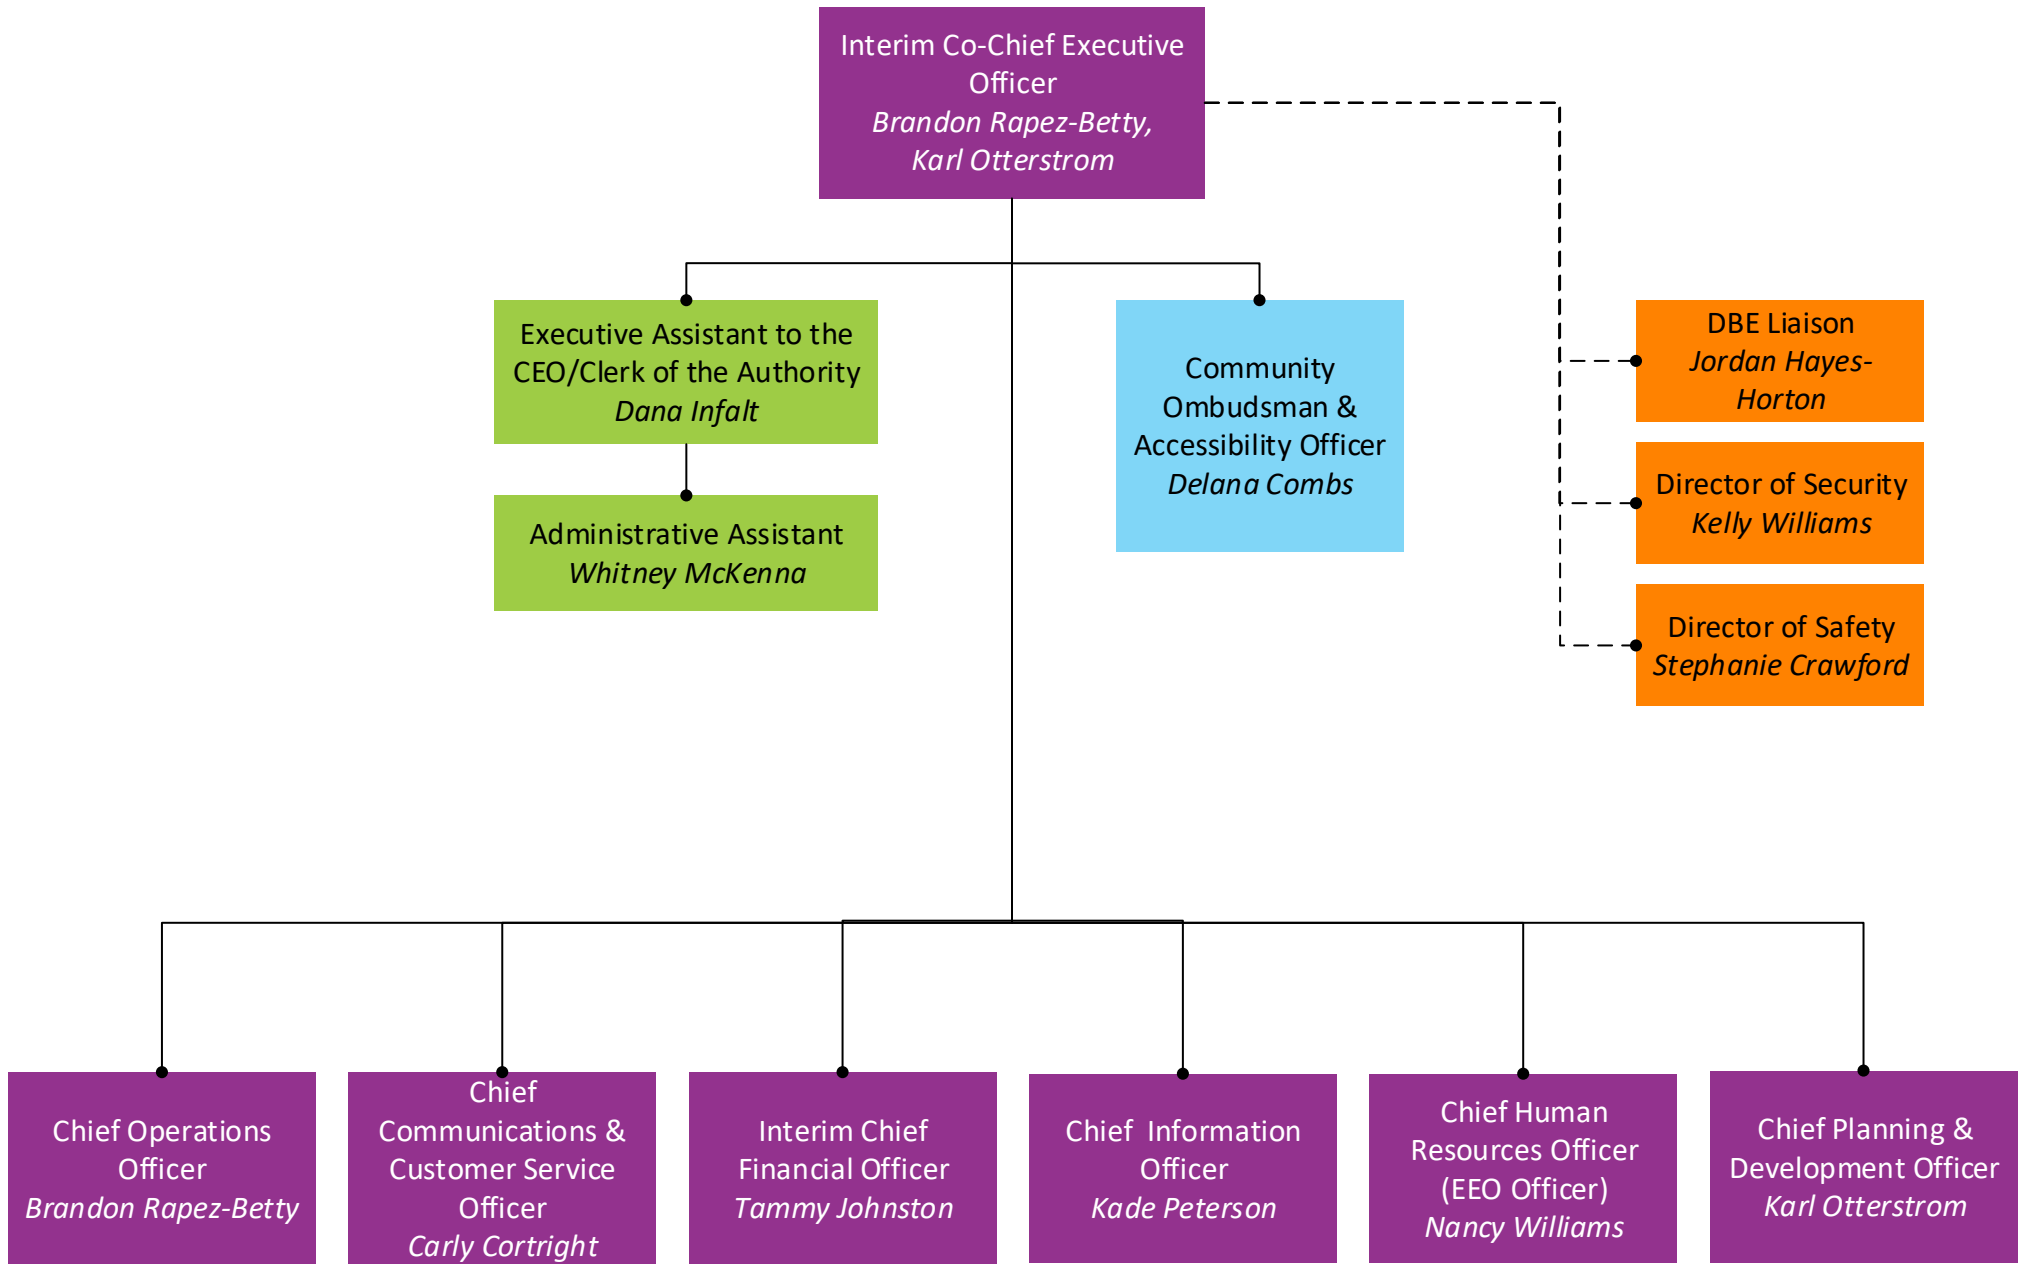 Interim Co-Chief Executive
Officer
Brandon Rapez-Betty,
Karl Otterstrom
Executive Assistant to the
CEO/Clerk of the Authority
Dana Infalt
Administrative Assistant
Whitney McKenna
Community
Ombudsman &
Accessibility Officer
Delana Combs
DBE Liaison
Jordan Hayes-
Horton
Director of Security
Kelly Williams
Director of Safety
Stephanie Crawford
Chief Operations
Officer
Brandon Rapez-Betty
Chief
Communications &
Customer Service
Officer
Carly Cortright
Interim Chief
Financial Officer
Tammy Johnston
Chief  Information
Officer
Kade Peterson
Chief Human
Resources Officer
(EEO Officer)
Nancy Williams
Chief Planning &
Development Officer
Karl Otterstrom